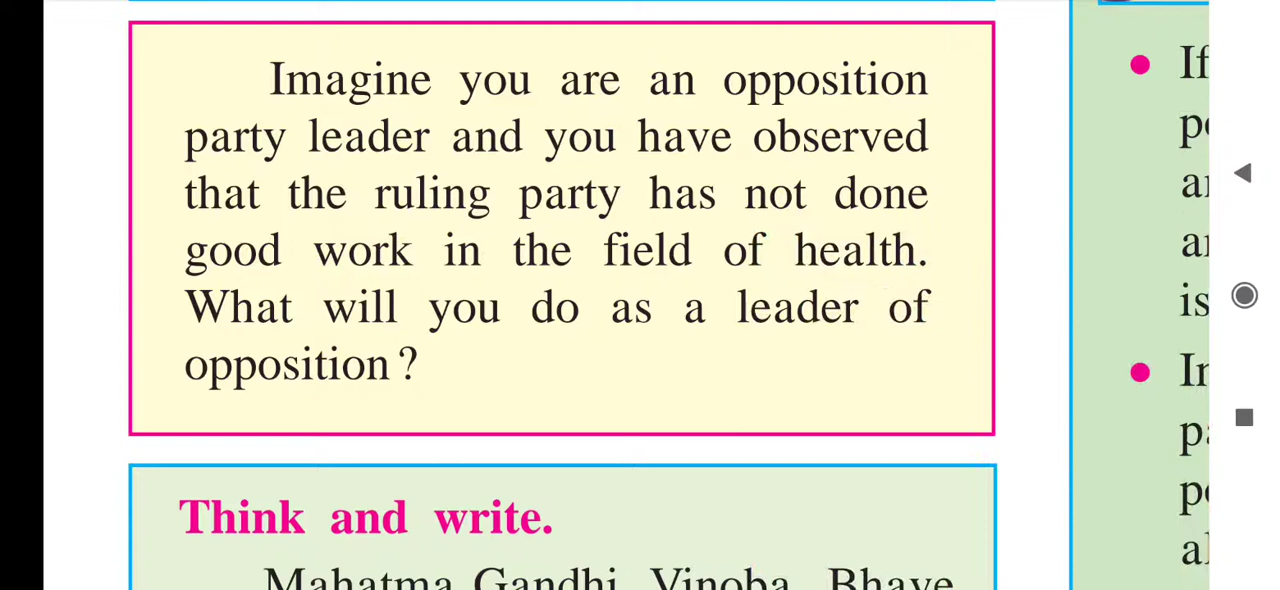 Imagine you are an opposition
party leader and you have observed
that the ruling party has not done
good work in the field of health.
What will you do as a leader of
opposition?
Think and write.
Mahatma Gandhi, Vinoba Bhave
If
In
is